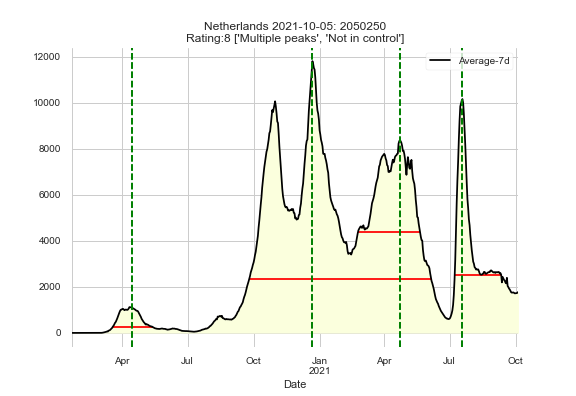 Netherlands 2021-10-05: 2050250
Rating:8 ['Multiple peaks', 'Not in control']
Average-7d
12000
10000
8000
6000
4000
2000
0
Apr Jul Oct Jan Apr Jul Oct
2021
Date